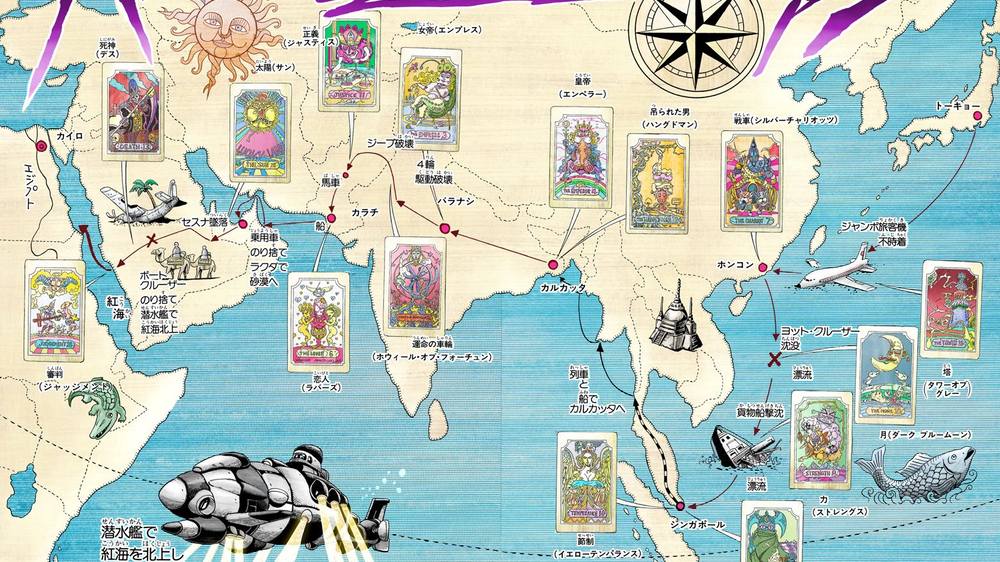 死神
(デス)
太陽(サン)
正義
(ジャスティス)
女帝(エンプレス)
皇帝
(エンペラー)
吊られた男
(ハングドマン)
戦車(シルバーチャリオッツ)
トーキョー
カイロ
エジプト
ジープ破壊
4輪
駆動破壊
馬車
カラチ
バラナシ
船
セスナ墜落
乗用車
のり捨て
ラクダで
砂漠へ
ボート
クルーザー
のり捨て
潜水艦で
紅海北上
紅海
カルカッタ
ホンコン
ジャンボ旅客機
不時着
ヨット・クルーザー
沈没
漂流
貨物船撃沈
漂流
列車
と
船で
カルカッタへ
シンガポール
審判
(ジャッジメント)
恋人
(ラバーズ)
運命の車輪
(ホウィール・オブ・フォーチュン)
塔
(タワーオブ
グレー)
月(ダーク ブルームーン)
力
(ストレングス)
節制
(イエローテンパランス)
潜水艦で
紅海を北上し
DEATH 13
THE SUN
JUSTICE
EMPRESS
THE EMPEROR
THE CHARIOT 7
JUDGEMENT
THE LOVERS 6
THE TOWER 16
THE MOON
STRENGTH 8
TEMPERANCE